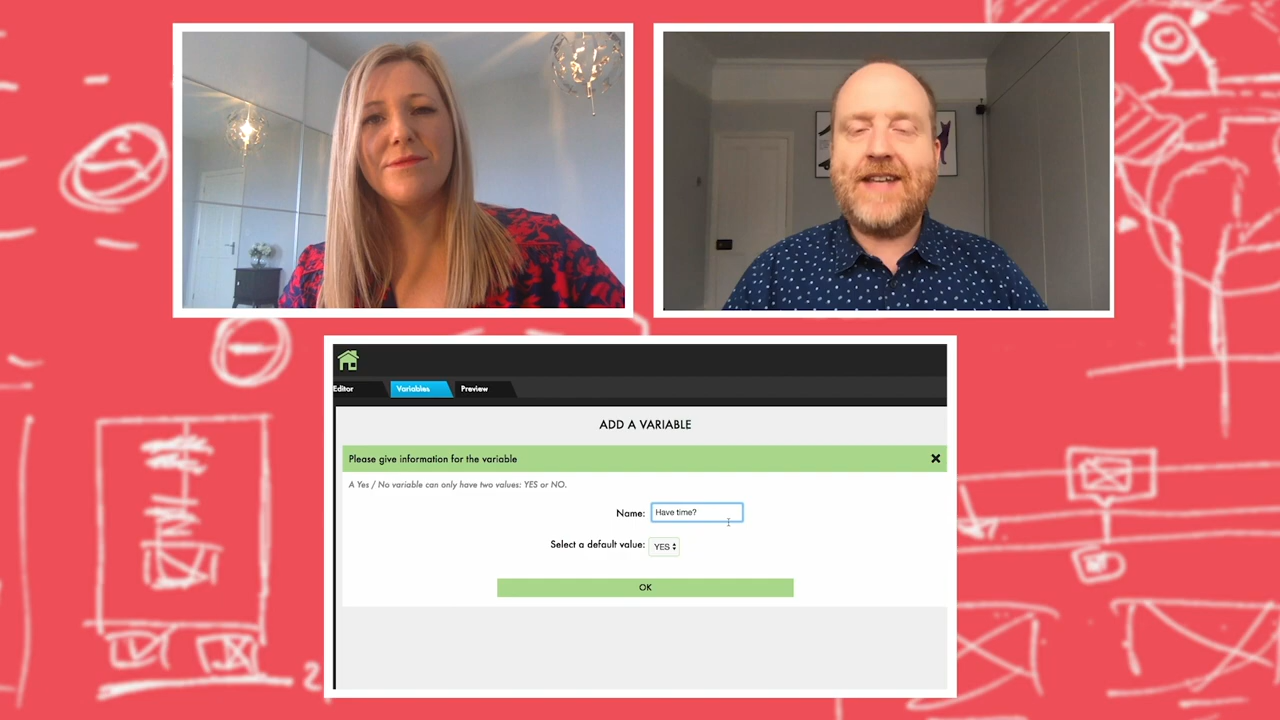 Editor
Variables
Preview
ADD A VARIABLE
Please give information for the variable
A Yes / No variable can only have two values: YES or NO.
Name: Have time?
Select a default value: YES
OK
2